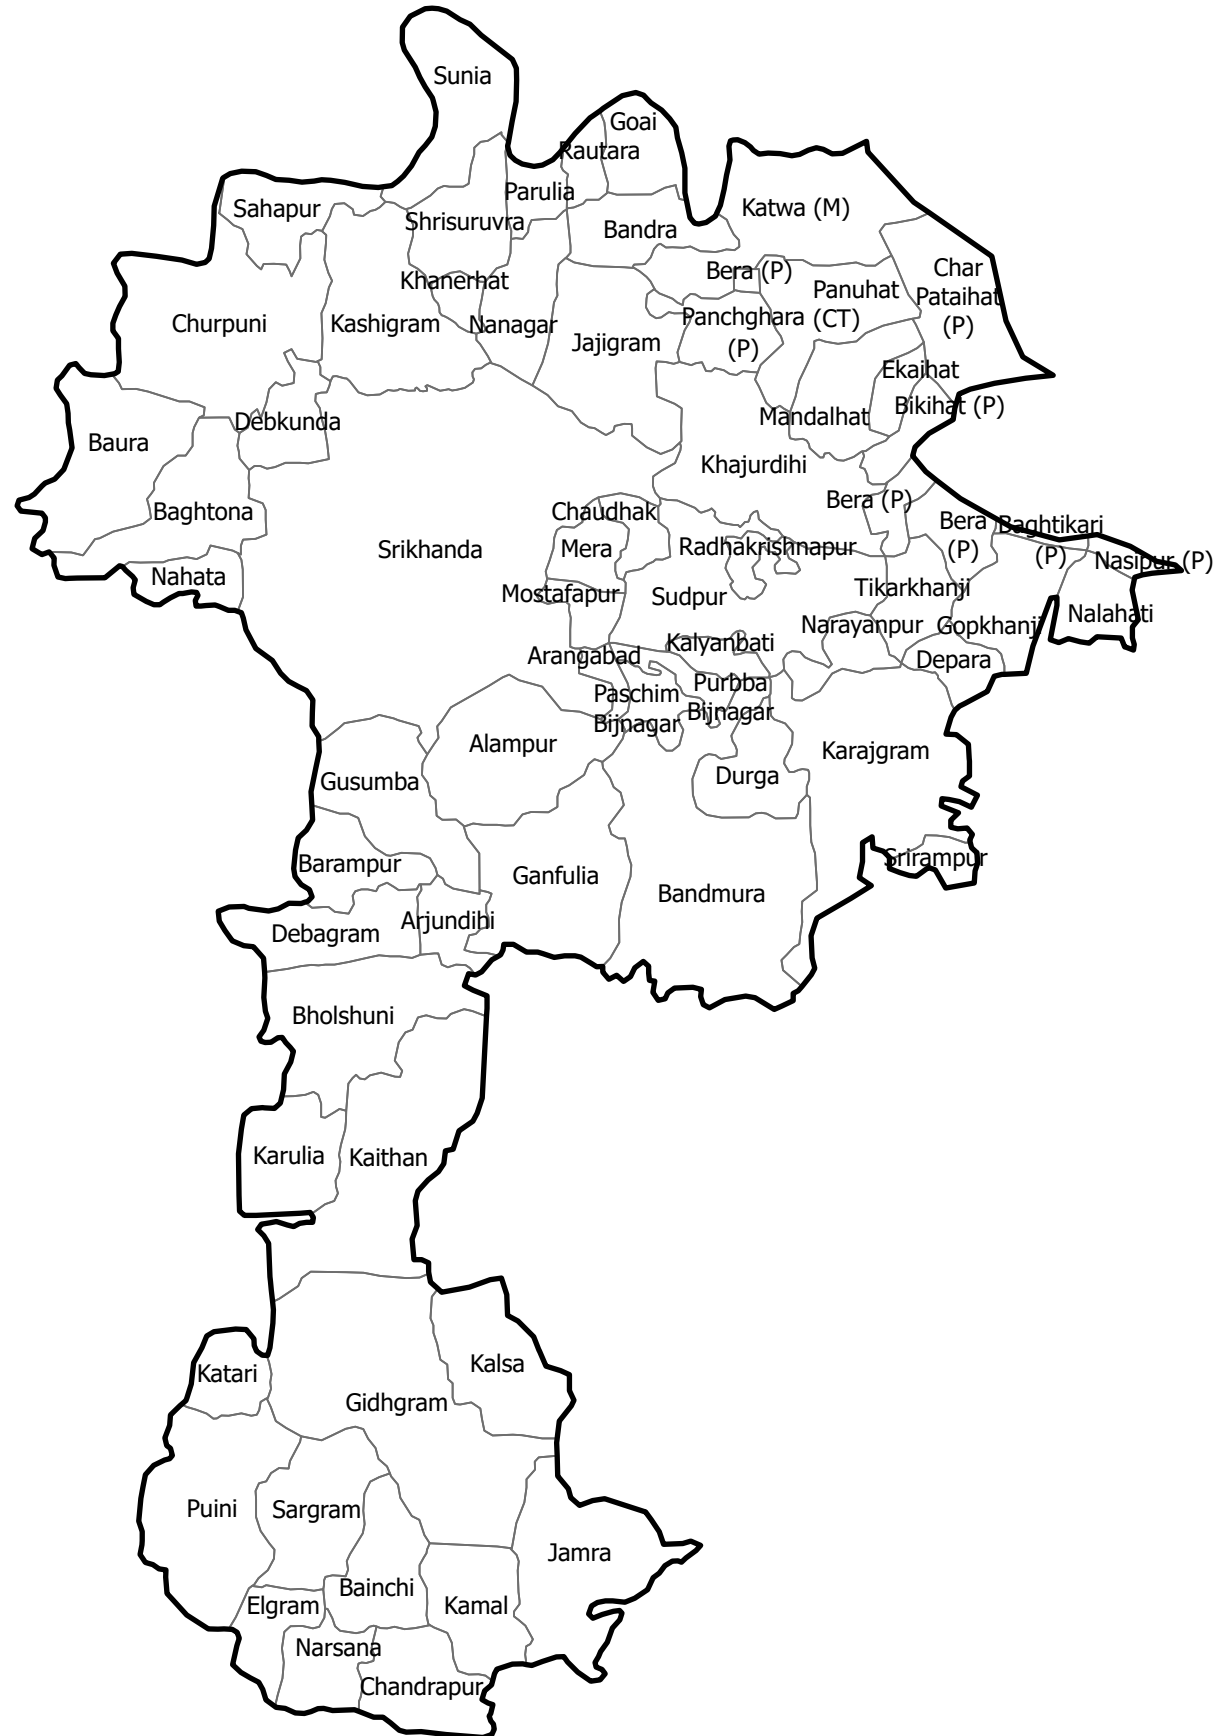 Sunia
Goai
Rautara
Parulia
Sahapur
Katwa (M)
Shrisuruvra
Bandra
Char
Pataihat
(P)
Bera (P)
Khanerhat
Panuhat
(CT)
Churpuni
Kashigram
Nanagar
Panchghara
(P)
Jajigram
Ekaihat
Bikihat (P)
Mandalhat
Debkunda
Baura
Khajurdihi
Bera (P)
Baghtona
Chaudhak
Bera
(P)
Baghtikari
(P)
Srikhanda
Mera
Radhakrishnapur
Nasipur (P)
Nahata
Tikarkhanji
Mostafapur
Sudpur
Nalahati
Narayanpur
Gopkhanji
Kalyanbati
Arangabad
Depara
Purbba
Bijnagar
Paschim
Bijnagar
Alampur
Karajgram
Gusumba
Durga
Barampur
Srirampur
Ganfulia
Bandmura
Arjundihi
Debagram
Bholshuni
Karulia
Kaithan
Kalsa
Katari
Gidhgram
Puini
Sargram
Jamra
Bainchi
Elgram
Kamal
Narsana
Chandrapur